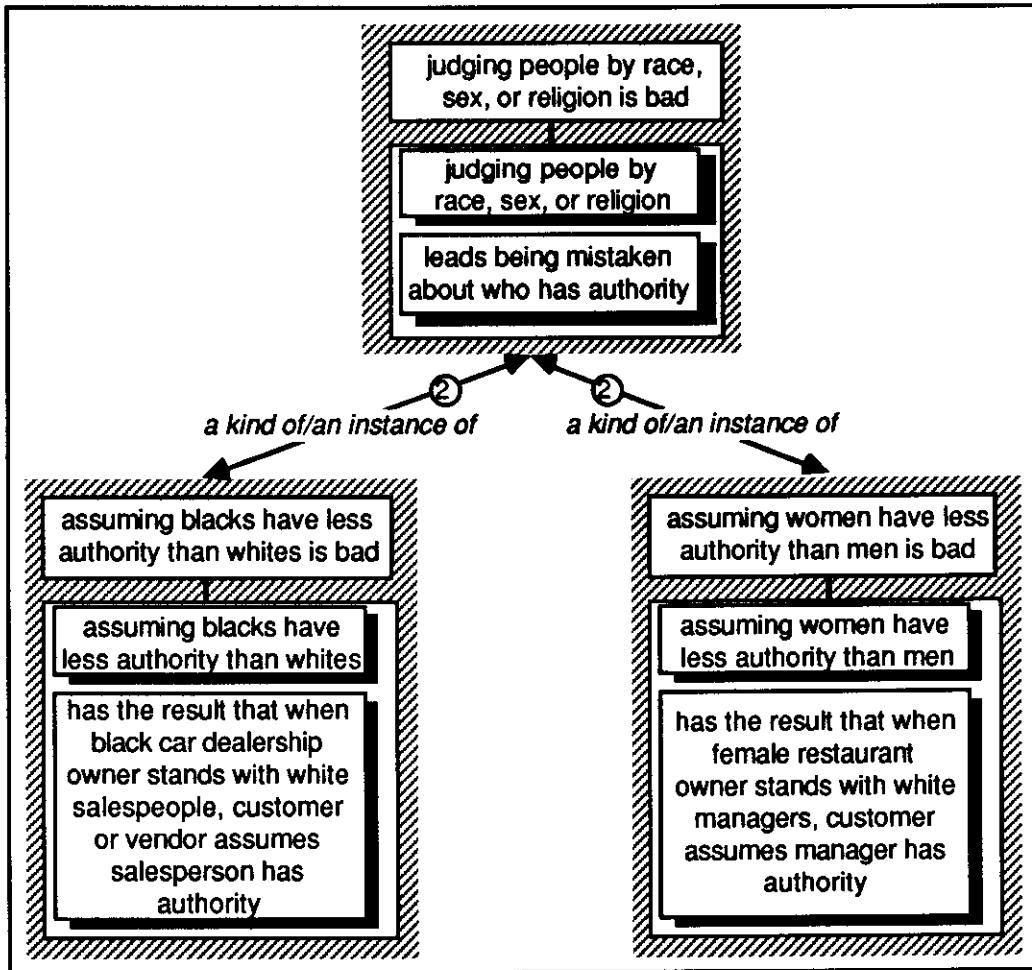 judging people by race,
sex, or religion is bad
judging people by
race, sex, or religion
leads being mistaken
about who has authority
2
2
a kind of/an instance of
a kind of/an instance of
assuming blacks have less
authority than whites is bad
assuming blacks have
less authority than whites
has the result that when
black car dealership
owner stands with white
salespeople, customer
or vendor assumes
salesperson has
authority
assuming women have less
authority than men is bad
assuming women have
less authority than men
has the result that when
female restaurant
owner stands with white
managers, customer
assumes manager has
authority